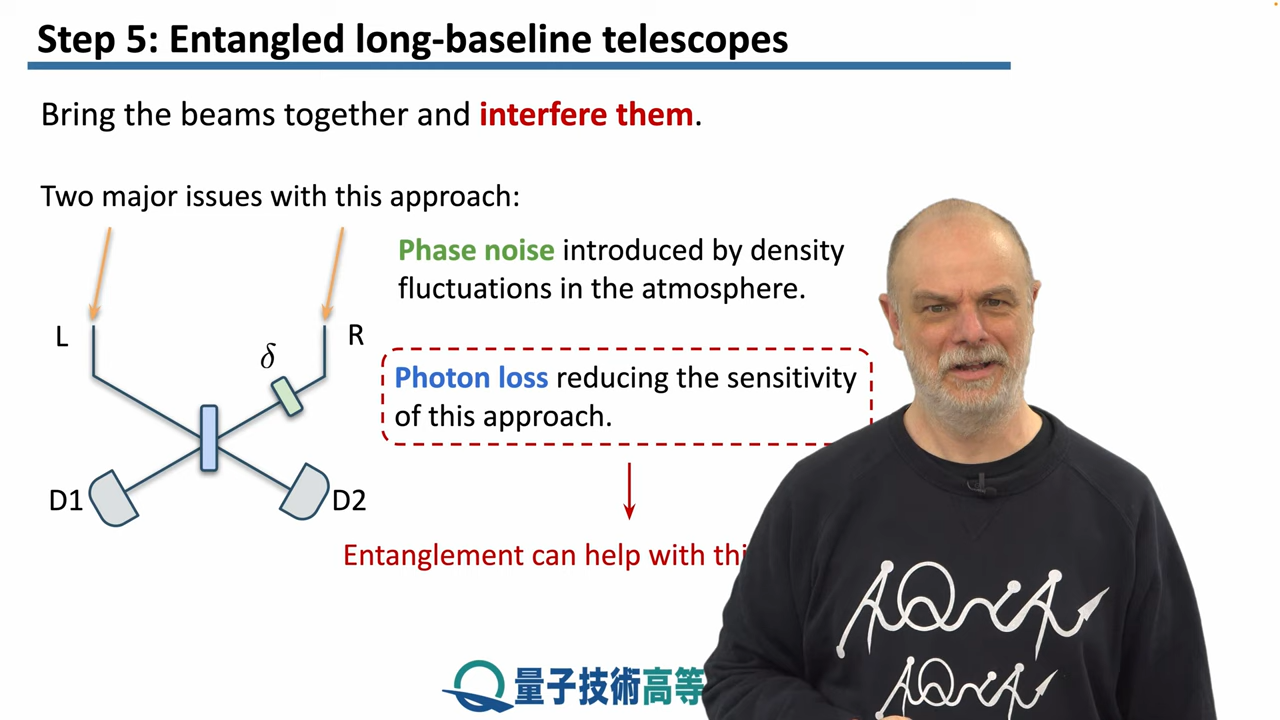 Step 5: Entangled long-baseline telescopes
Bring the beams together and interfere them.
Two major issues with this approach:
Phase noise introduced by density
fluctuations in the atmosphere.
L
R
δ
Photon loss reducing the sensitivity
of this approach.
D1
D2
Entanglement can help with thi
AQUA
AQUA
量子技術高等